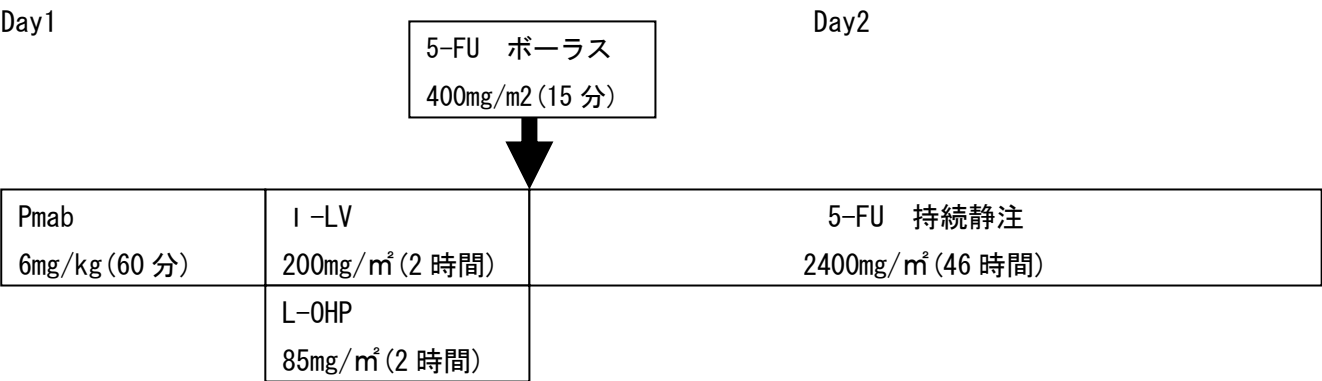 Day1
Day2
5-FU ボーラス
400mg/m2(15 分)
Pmab
6mg/kg(60 分)
l-LV
200mg/㎡(2 時間)
5-FU 持続静注
2400mg/㎡(46 時間)
L-OHP
85mg/㎡(2 時間)